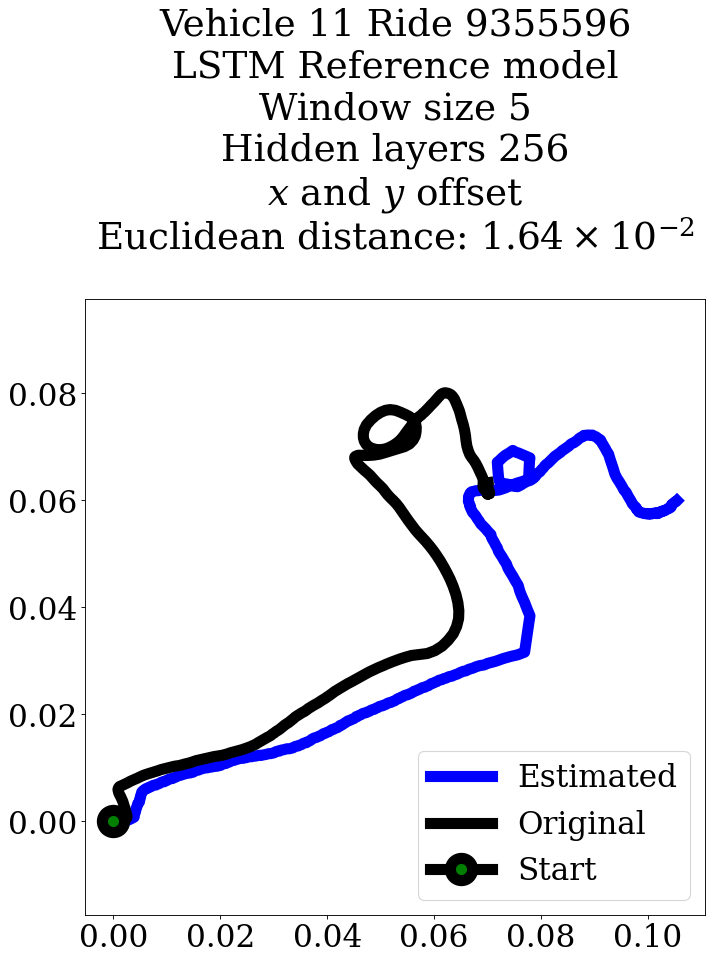 Vehicle 11 Ride 9355596
LSTM Reference model
Window size 5
Hidden layers 256
x and y offset
Euclidean distance: 1.64 × 10⁻²
0.08
0.06
0.04
0.02
0.00
Estimated
Original
Start
0.00 0.02 0.04 0.06 0.08 0.10